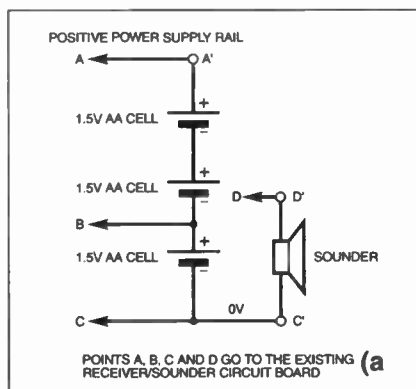 POSITIVE POWER SUPPLY RAIL
A A'
+
1.5V AA CELL
−
+
1.5V AA CELL
−
B
D D'
+
1.5V AA CELL
−
SOUNDER
0V
C C'
POINTS A, B, C AND D GO TO THE EXISTING
RECEIVER/SOUNDER CIRCUIT BOARD
(a